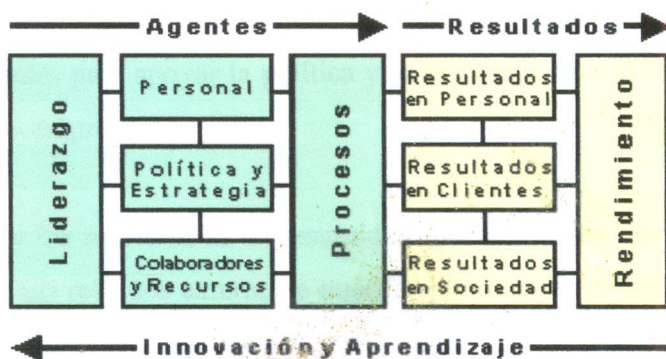 Agentes
Resultados
Liderazgo
Personal
Política y
Estrategia
Colaboradores
y Recursos
Procesos
Resultados
en Personal
Resultados
en Clientes
Resultados
en Sociedad
Rendimiento
Innovación y Aprendizaje